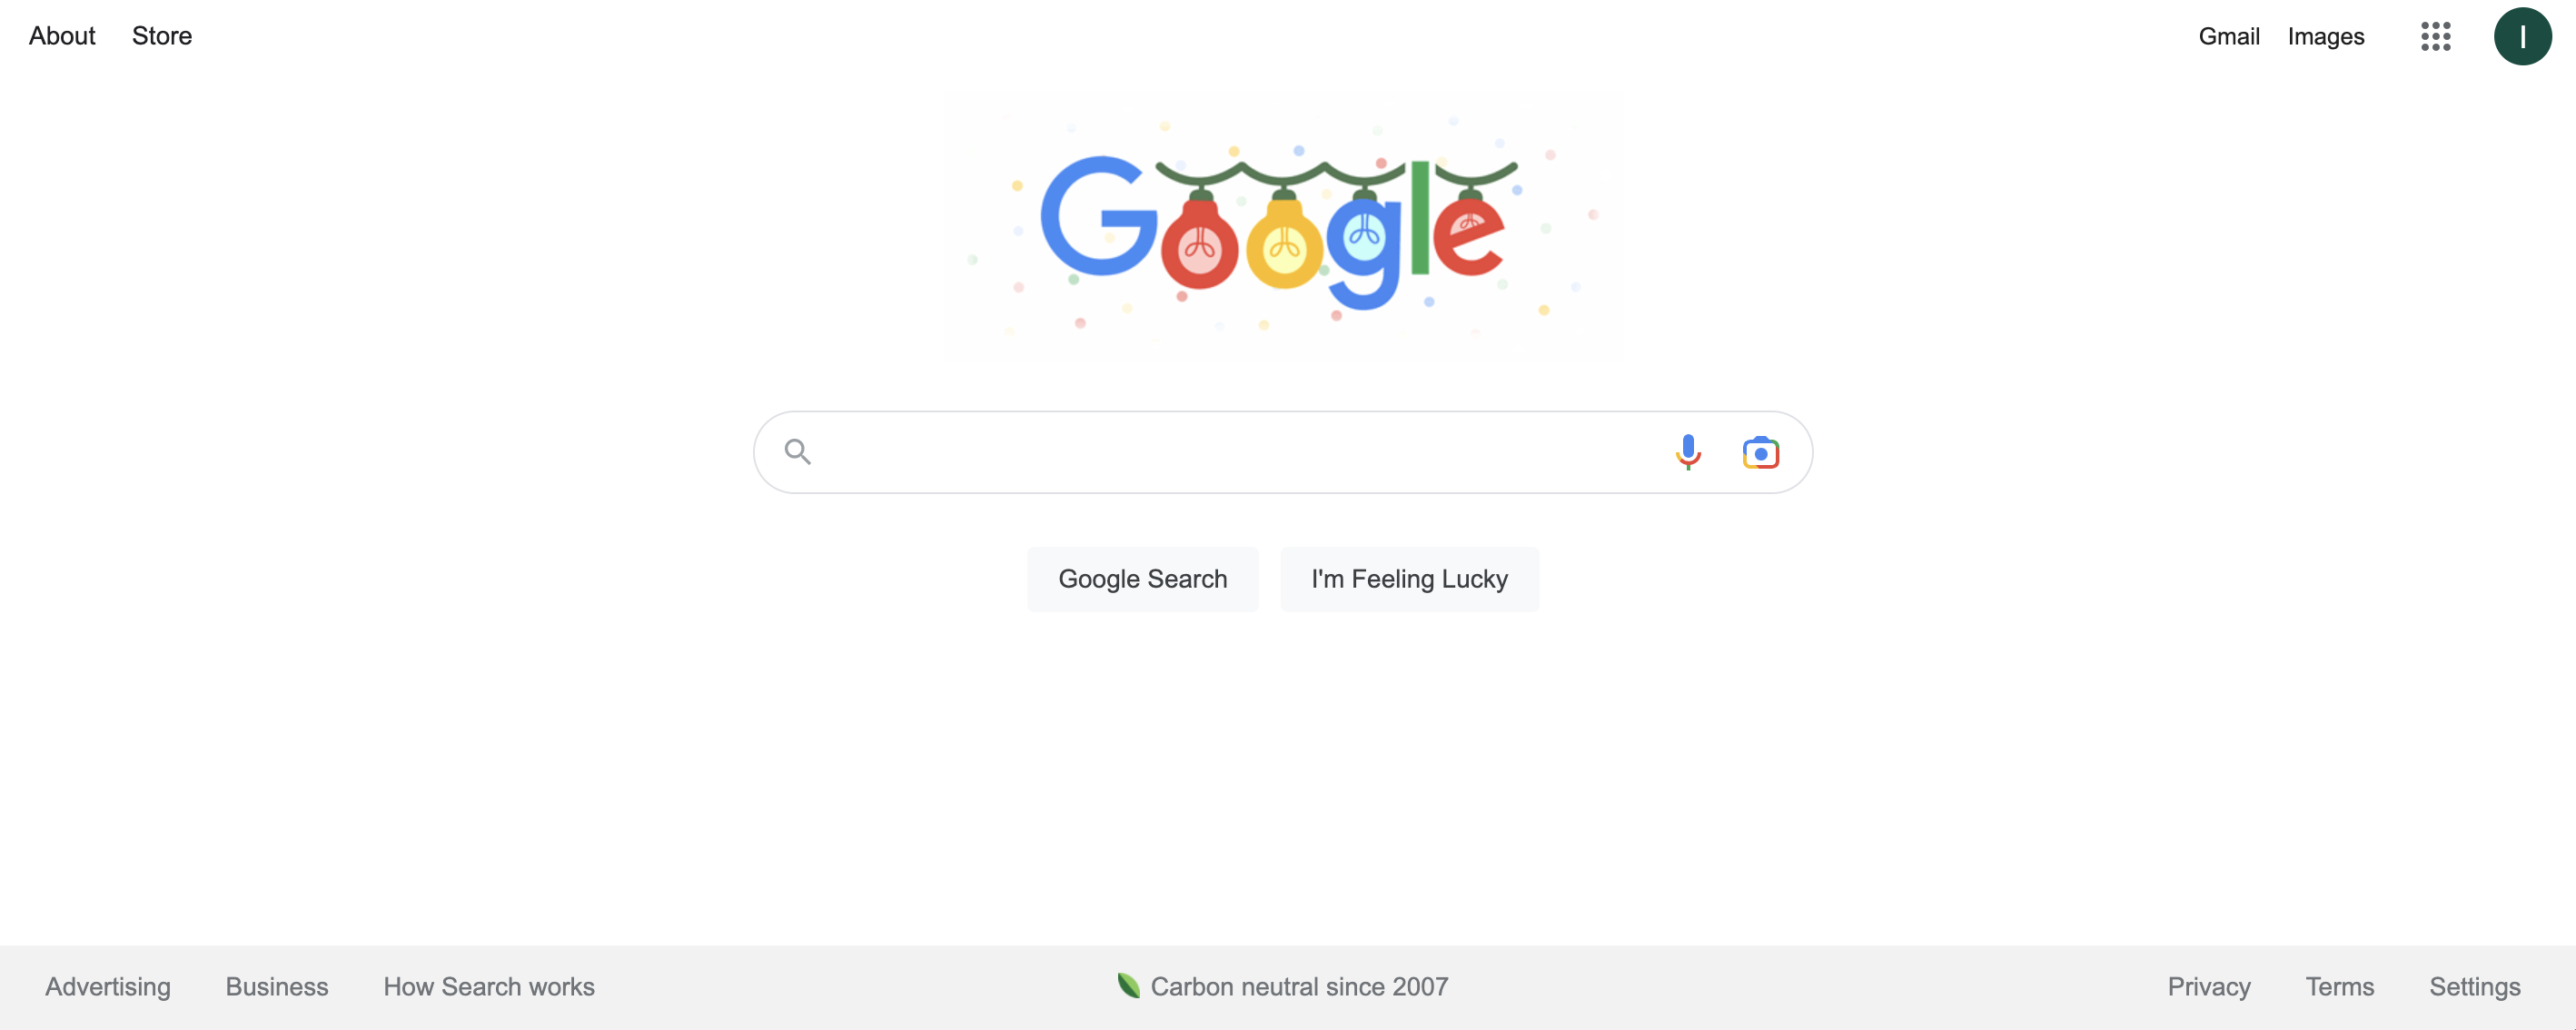 About Store Gmail Images I
Google
Google Search I'm Feeling Lucky
Advertising Business How Search works Carbon neutral since 2007 Privacy Terms Settings